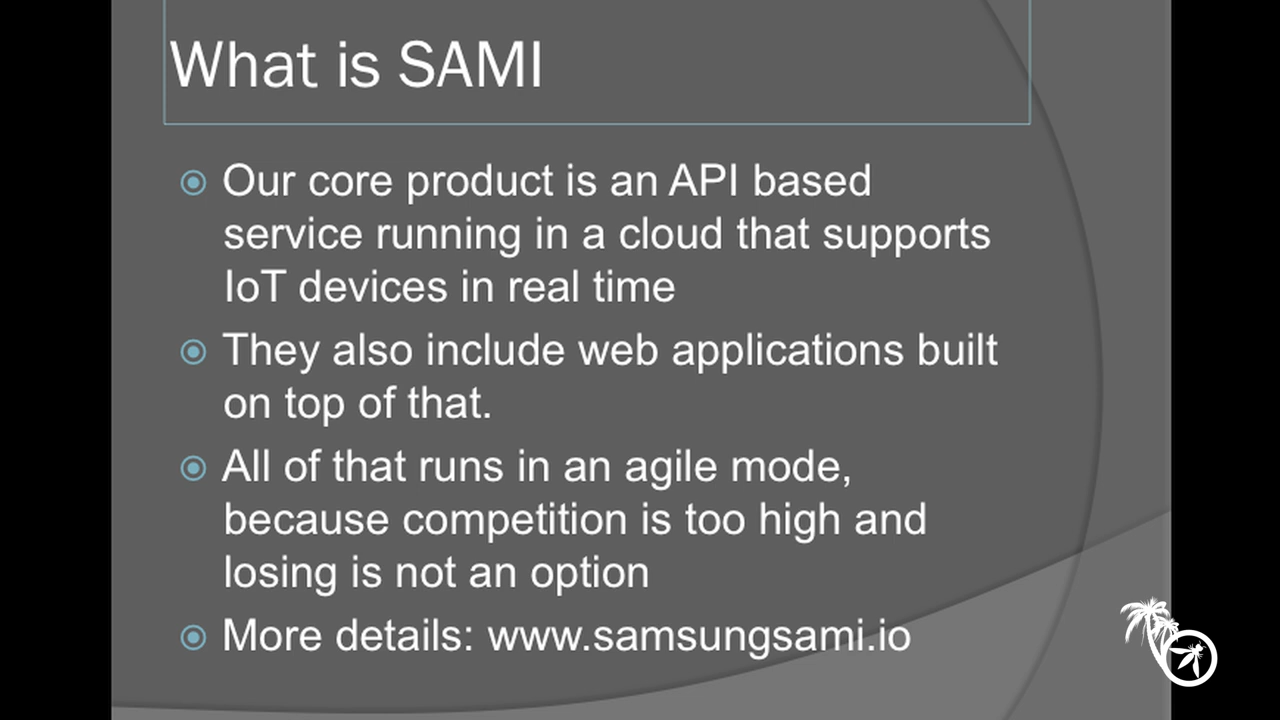 What is SAMI
Our core product is an API based
service running in a cloud that supports
IoT devices in real time
They also include web applications built
on top of that.
All of that runs in an agile mode,
because competition is too high and
losing is not an option
More details: www.samsungsami.io